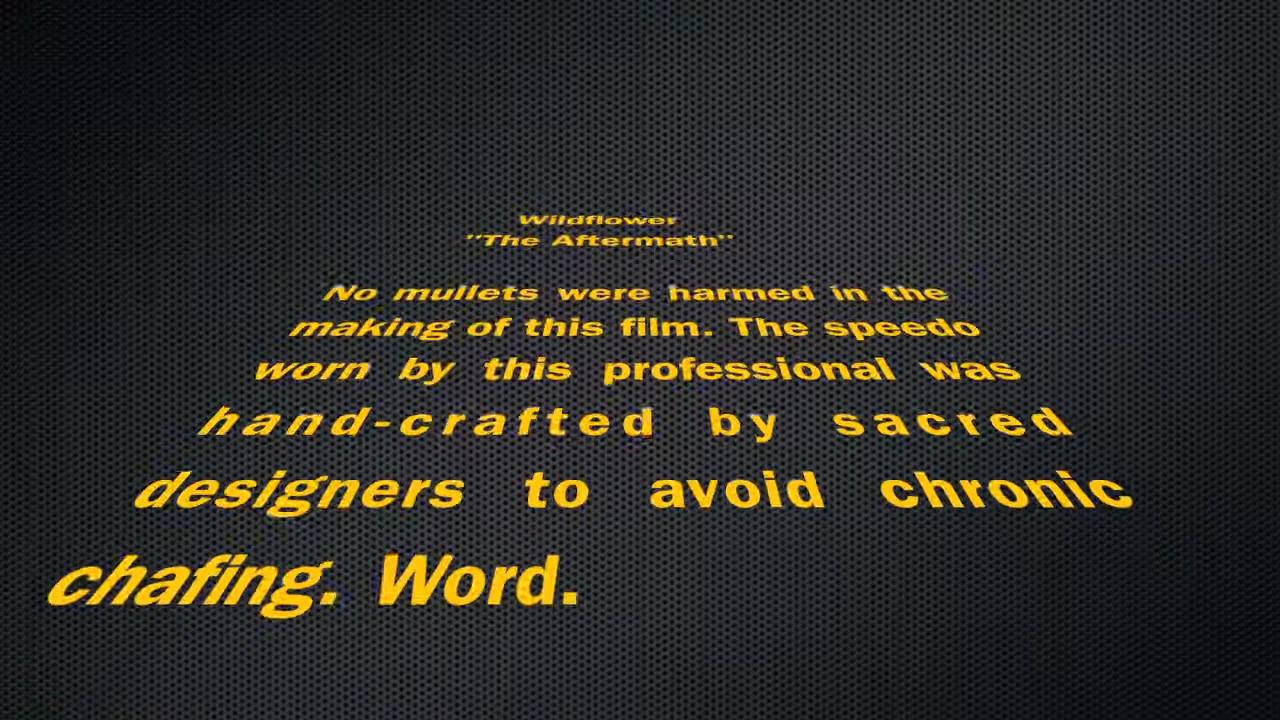 Wildflower
"The Aftermath"
No mullets were harmed in the
making of this film. The speedo
worn by this professional was
hand-crafted by sacred
designers to avoid chronic
chafing. Word.